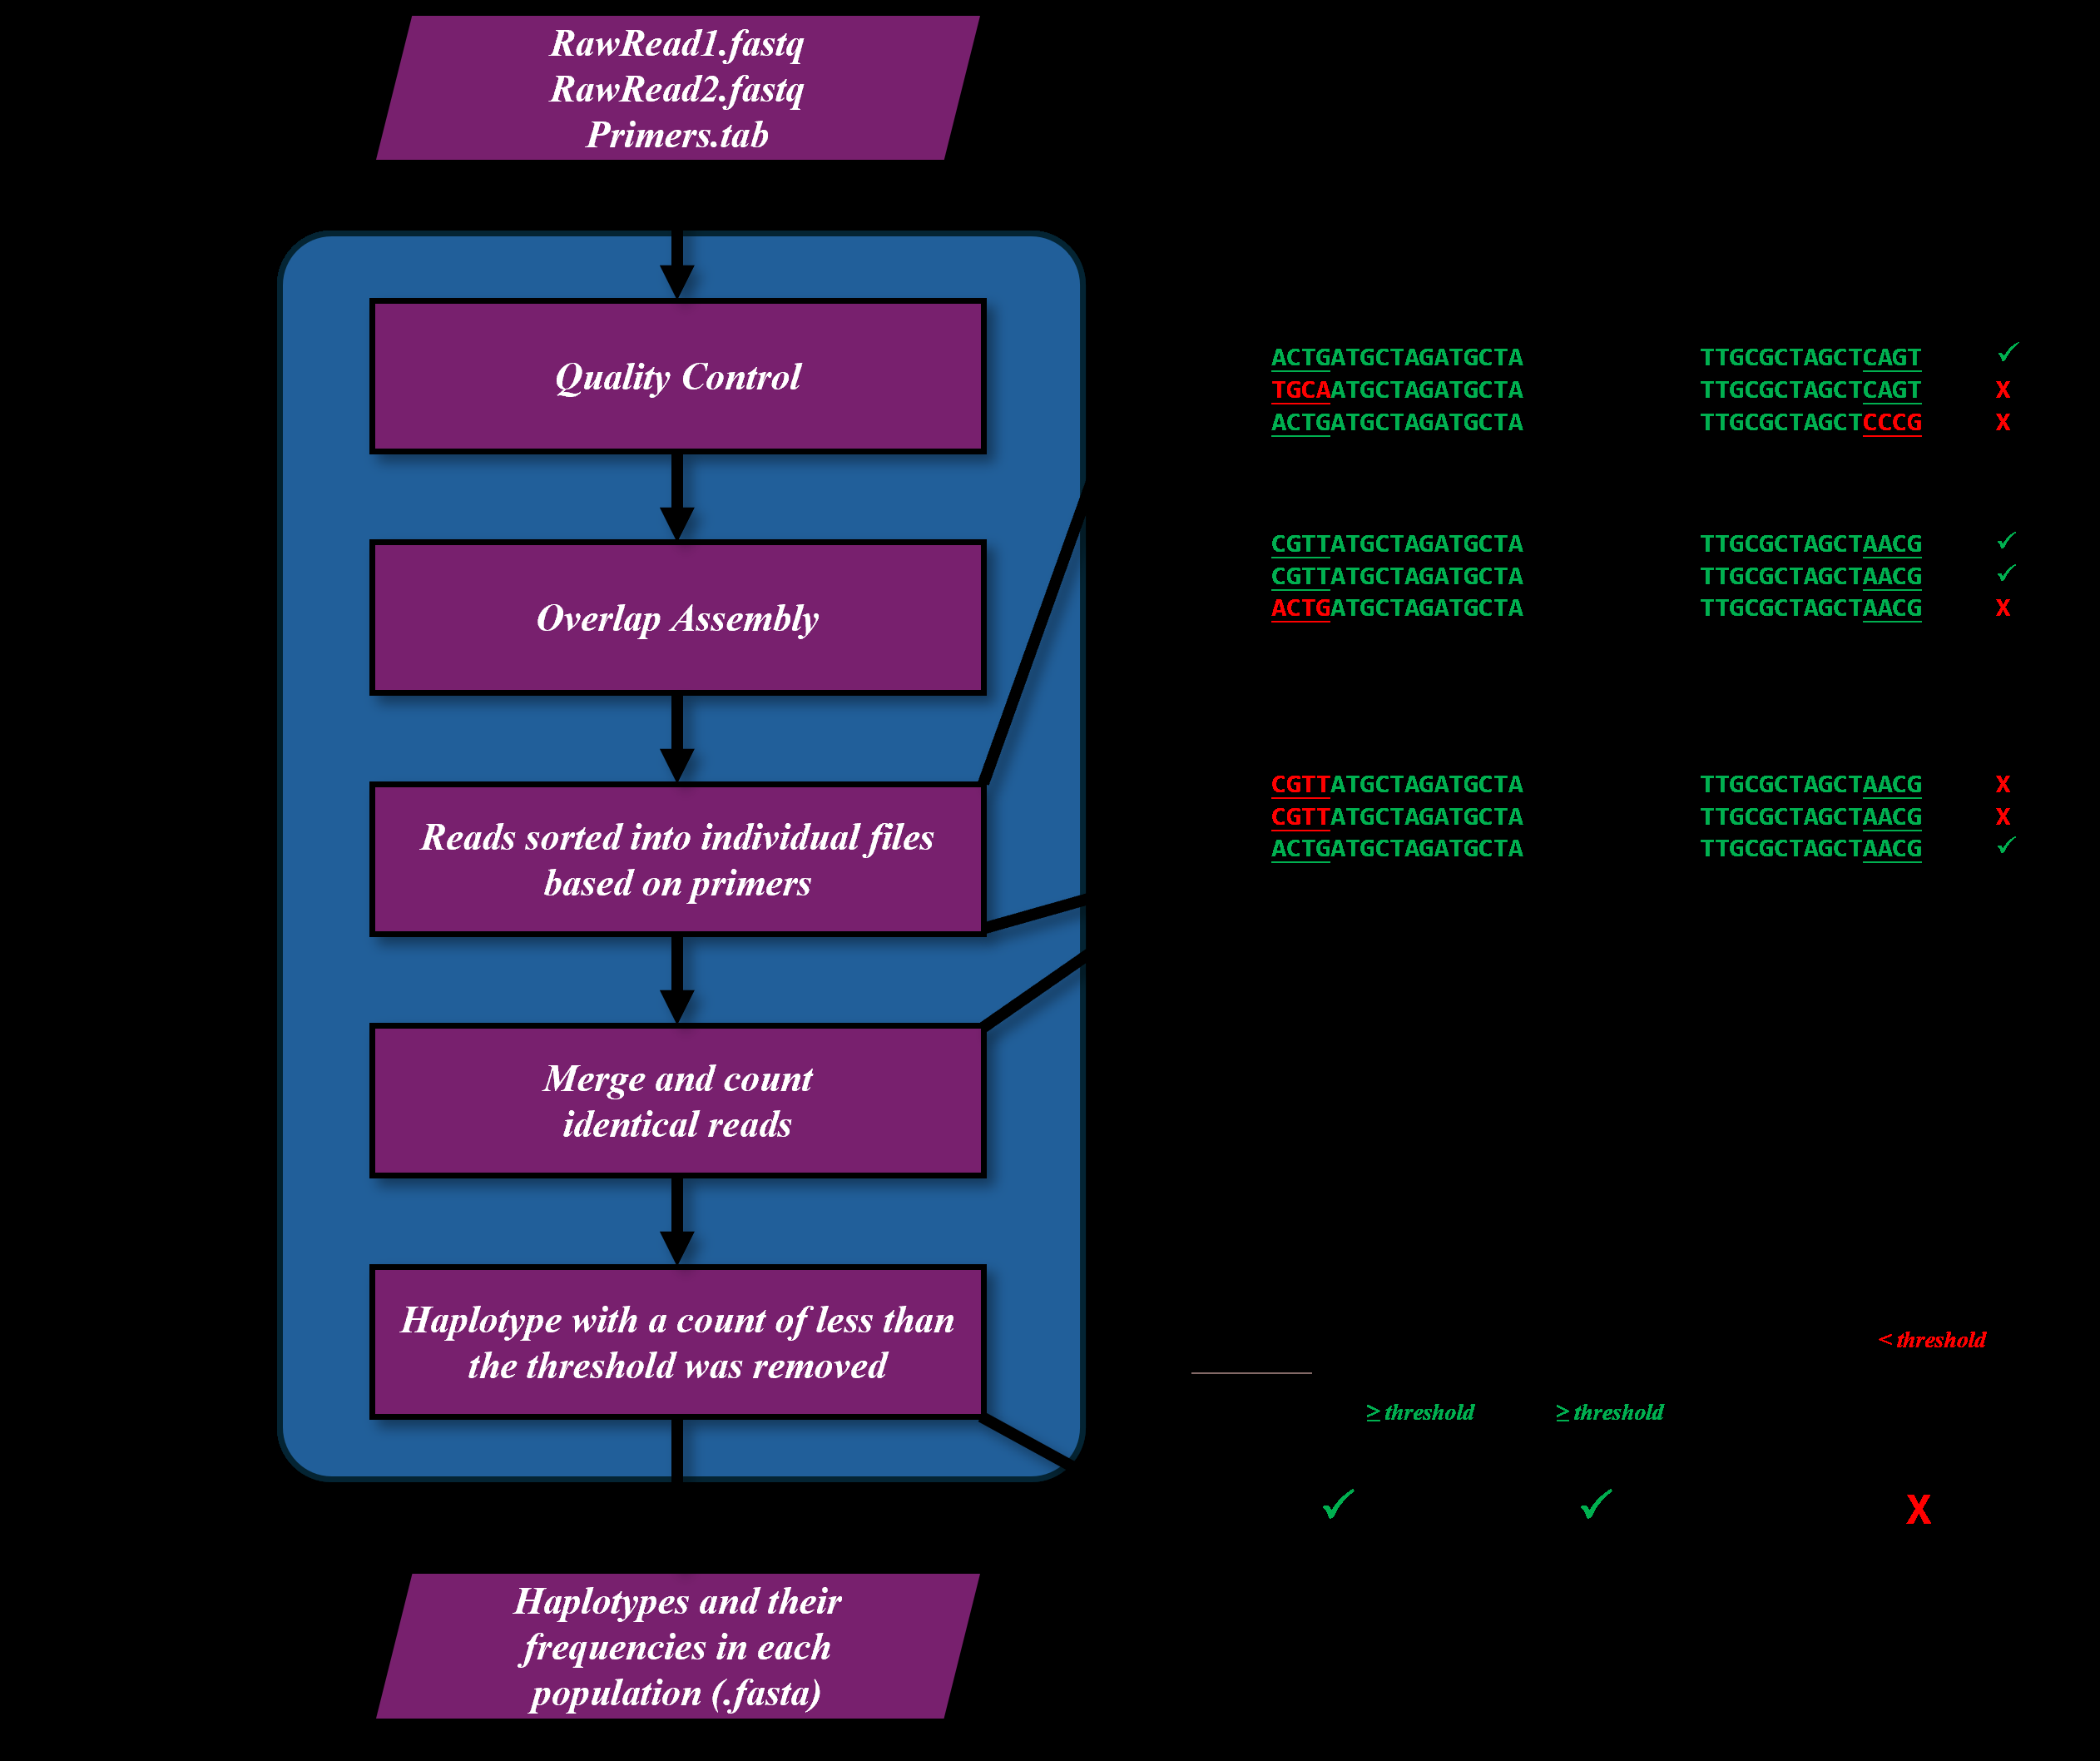 RawRead1.fastq
RawRead2.fastq
Primers.tab
Quality Control
Overlap Assembly
Reads sorted into individual files
based on primers
Merge and count
identical reads
Haplotype with a count of less than
the threshold was removed
Haplotypes and their
frequencies in each
population (.fasta)
ACTGATGCTAGATGCTA TTGCGCTAGCTCAGT ✓
TGCAATGCTAGATGCTA TTGCGCTAGCTCAGT X
ACTGATGCTAGATGCTA TTGCGCTAGCTCCCG X
CGTTATGCTAGATGCTA TTGCGCTAGCTAACG ✓
CGTTATGCTAGATGCTA TTGCGCTAGCTAACG ✓
ACTGATGCTAGATGCTA TTGCGCTAGCTAACG X
CGTTATGCTAGATGCTA TTGCGCTAGCTAACG X
CGTTATGCTAGATGCTA TTGCGCTAGCTAACG X
ACTGATGCTAGATGCTA TTGCGCTAGCTAACG ✓
< threshold
≥ threshold ≥ threshold
✓ ✓ X